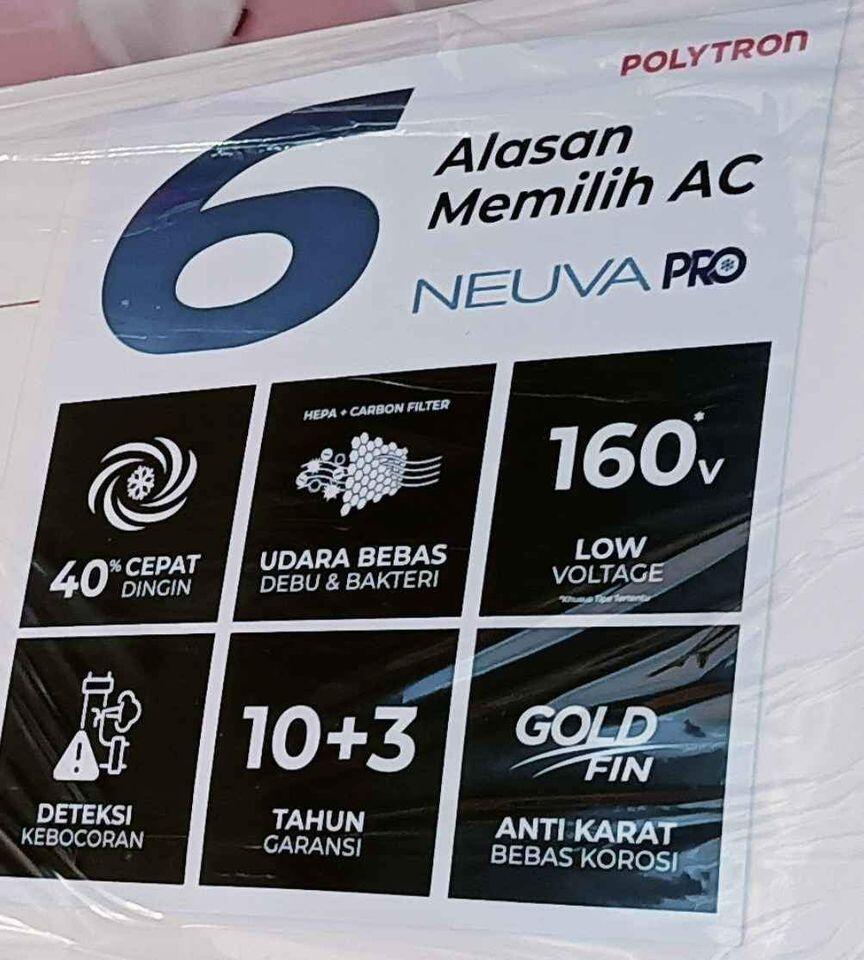 POLYTRON
6
Alasan
Memilih AC
NEUVA PRO
40% CEPAT
DINGIN
HEPA + CARBON FILTER
UDARA BEBAS
DEBU & BAKTERI
160*V
LOW
VOLTAGE
*Khusus Tipe Tertentu
DETEKSI
KEBOCORAN
10+3
TAHUN
GARANSI
GOLD
FIN
ANTI KARAT
BEBAS KOROSI